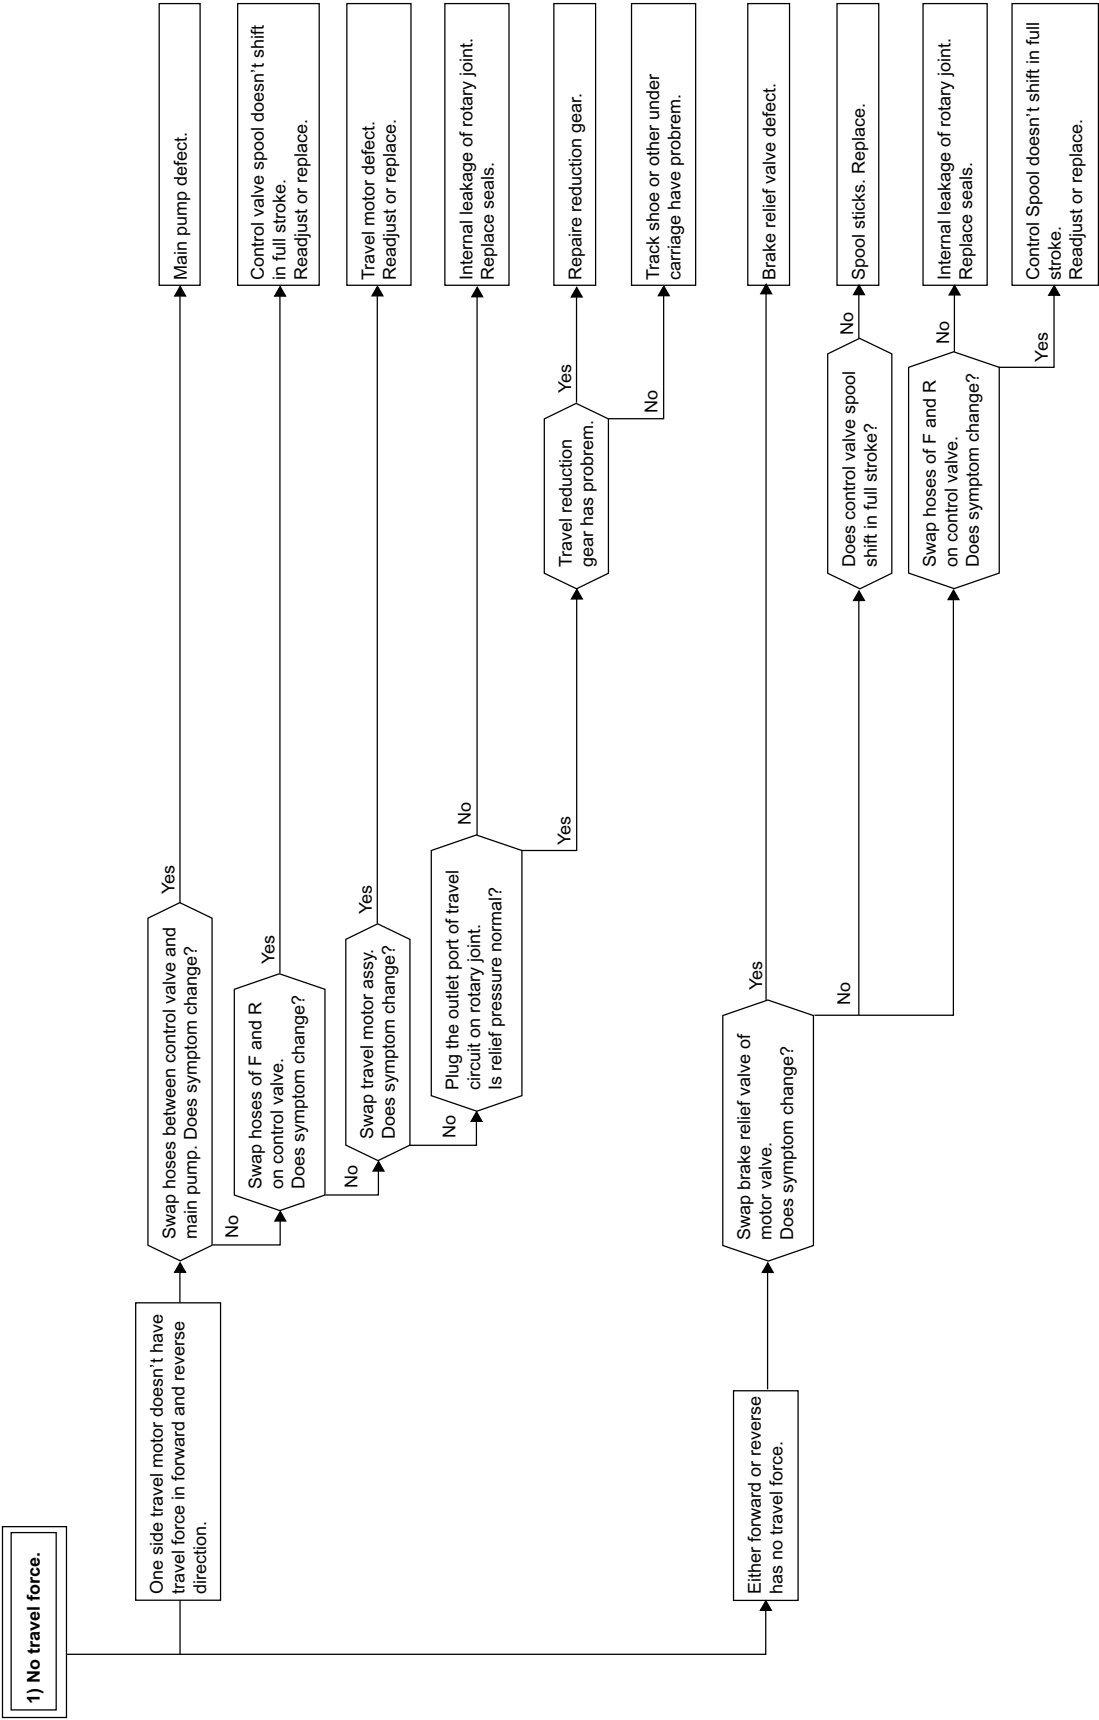 1) No travel force.
One side travel motor doesn't have
travel force in forward and reverse
direction.
Swap hoses between control valve and
main pump. Does symptom change?
Yes
Main pump defect.
No
Swap hoses of F and R
on control valve.
Does symptom change?
Yes
Control valve spool doesn't shift
in full stroke.
Readjust or replace.
No
Swap travel motor assy.
Does symptom change?
Yes
Travel motor defect.
Readjust or replace.
No
Plug the outlet port of travel
circuit on rotary joint.
Is relief pressure normal?
No
Internal leakage of rotary joint.
Replace seals.
Yes
Travel reduction
gear has probrem.
Yes
Repaire reduction gear.
No
Track shoe or other under
carriage have probrem.
Either forward or reverse
has no travel force.
Swap brake relief valve of
motor valve.
Does symptom change?
Yes
Brake relief valve defect.
No
Does control valve spool
shift in full stroke?
No
Spool sticks. Replace.
Swap hoses of F and R
on control valve.
Does symptom change?
No
Internal leakage of rotary joint.
Replace seals.
Yes
Control Spool doesn't shift in full
stroke.
Readjust or replace.